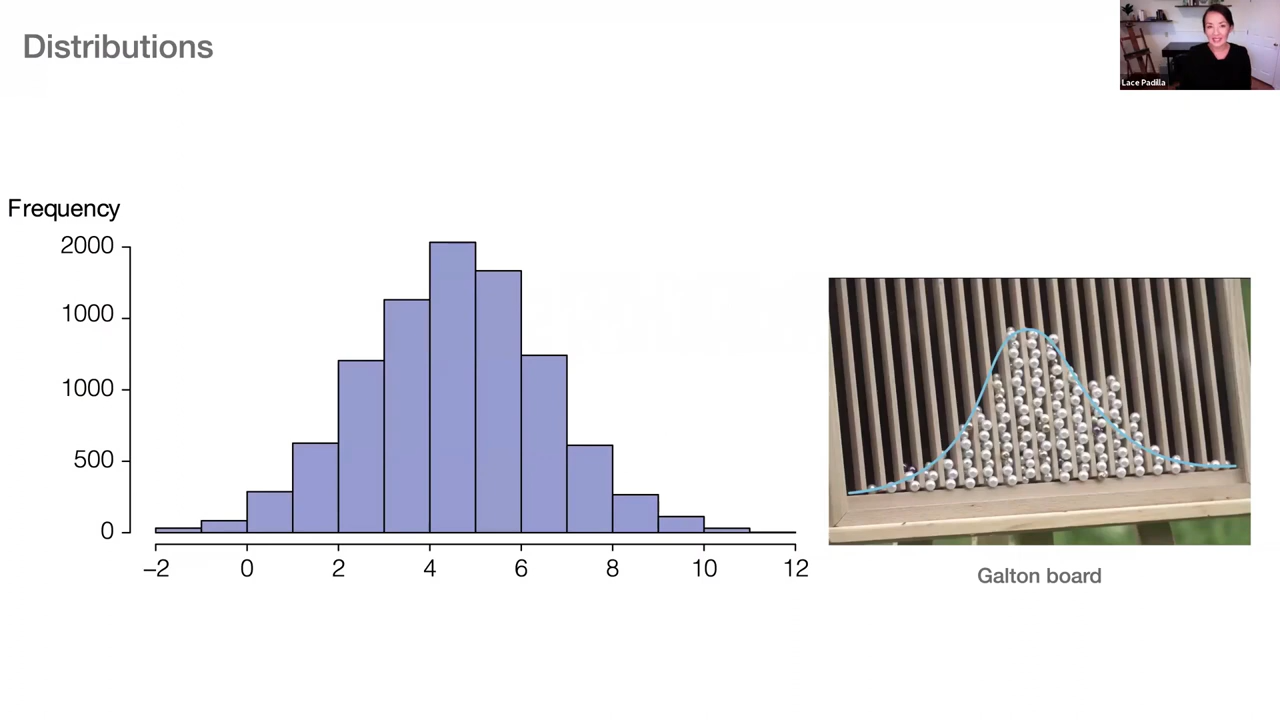 Distributions
Lace Padilla
Frequency
2000
1000
1000
500
0
−2 0 2 4 6 8 10 12
Galton board